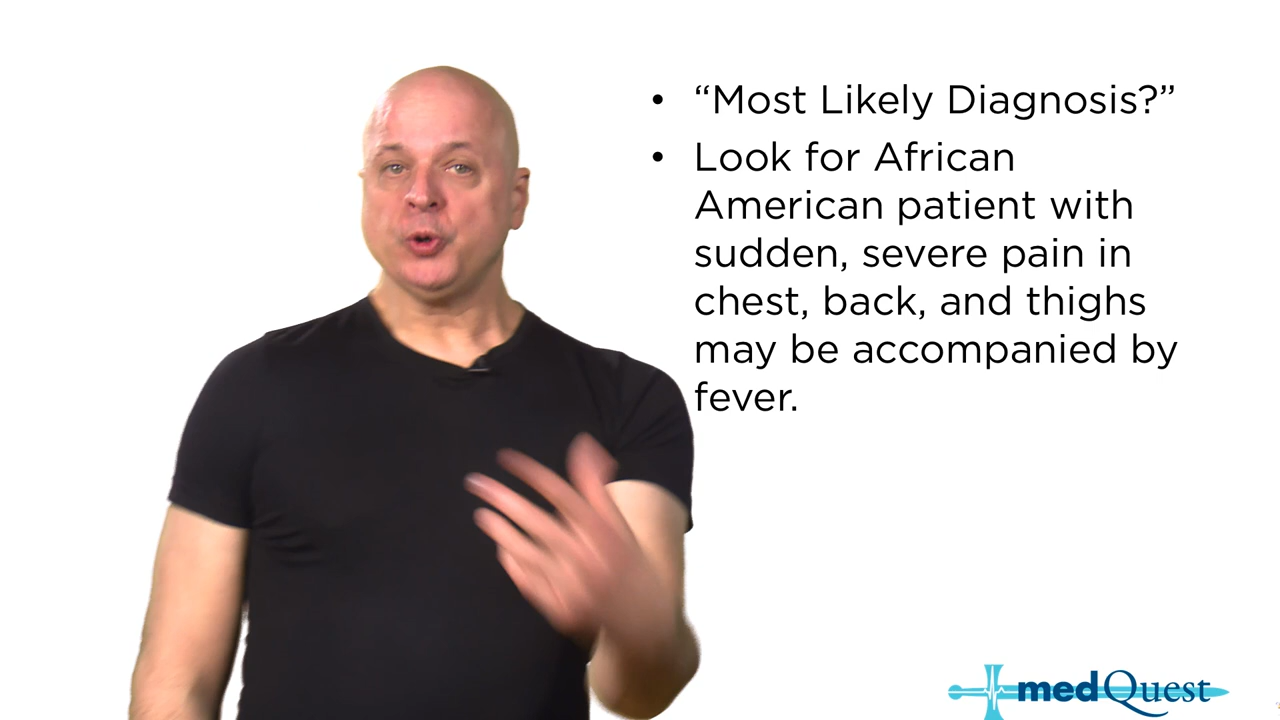 • “Most Likely Diagnosis?”
• Look for African
American patient with
sudden, severe pain in
chest, back, and thighs
may be accompanied by
fever.
medQuest